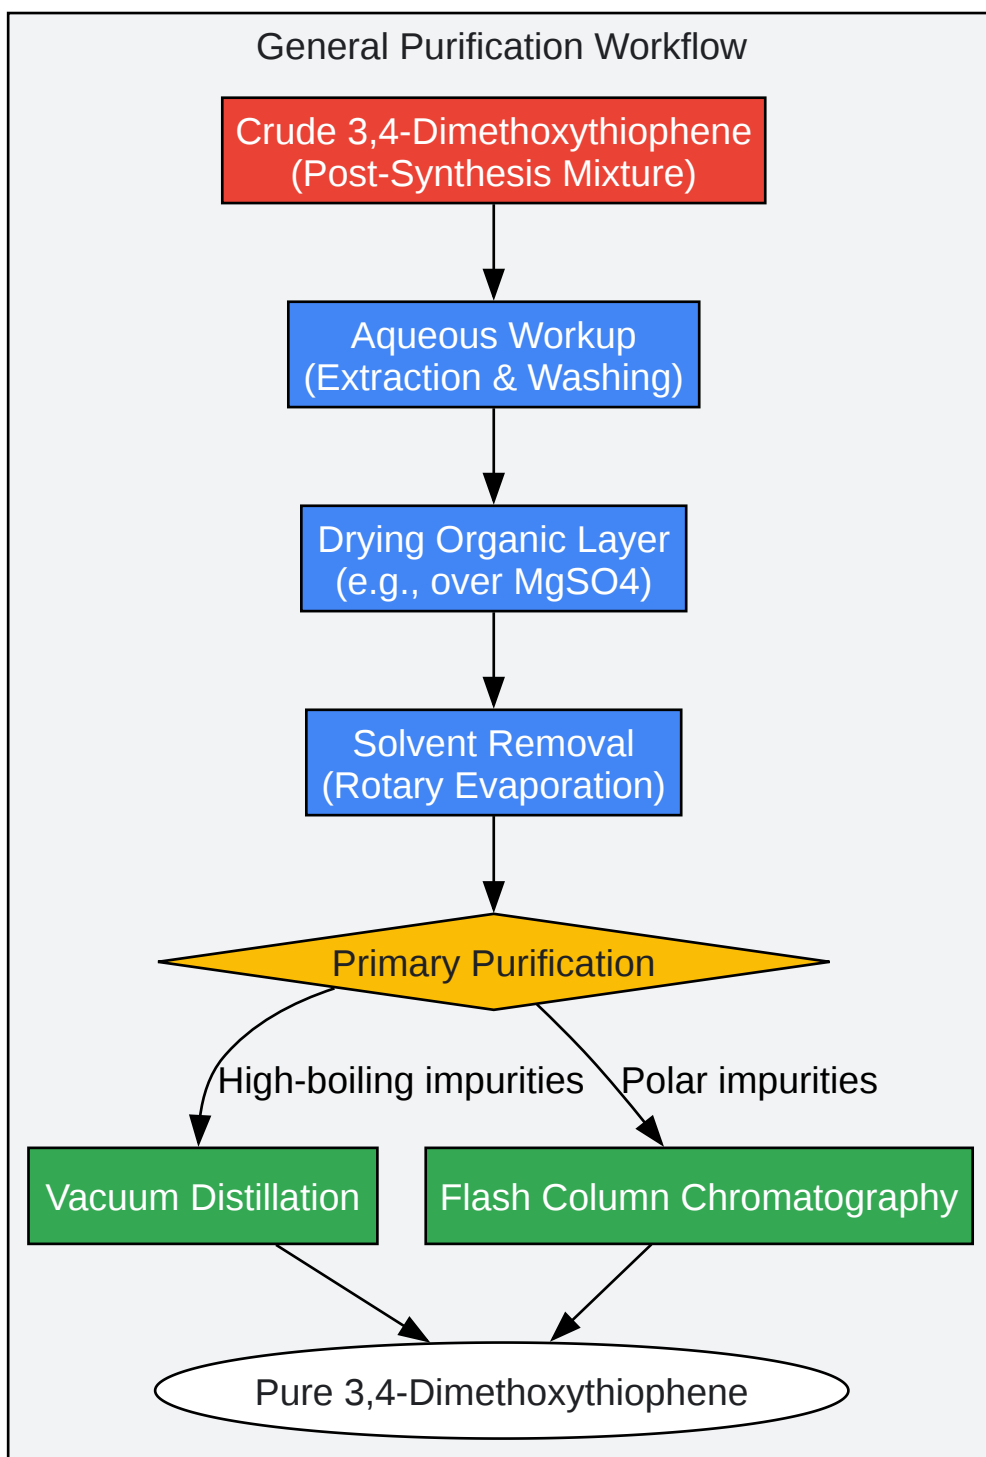 General Purification Workflow
Crude 3,4-Dimethoxythiophene
(Post-Synthesis Mixture)
Aqueous Workup
(Extraction & Washing)
Drying Organic Layer
(e.g., over MgSO4)
Solvent Removal
(Rotary Evaporation)
Primary Purification
High-boiling impurities
Polar impurities
Vacuum Distillation
Flash Column Chromatography
Pure 3,4-Dimethoxythiophene